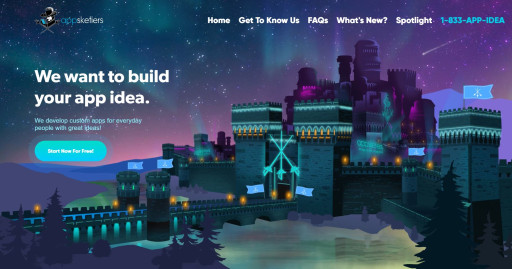 appsketiers
Home Get To Know Us FAQs What's New? Spotlight 1-833-APP-IDEA
We want to build
your app idea.
We develop custom apps for everyday
people with great ideas!
Start Now For Free!